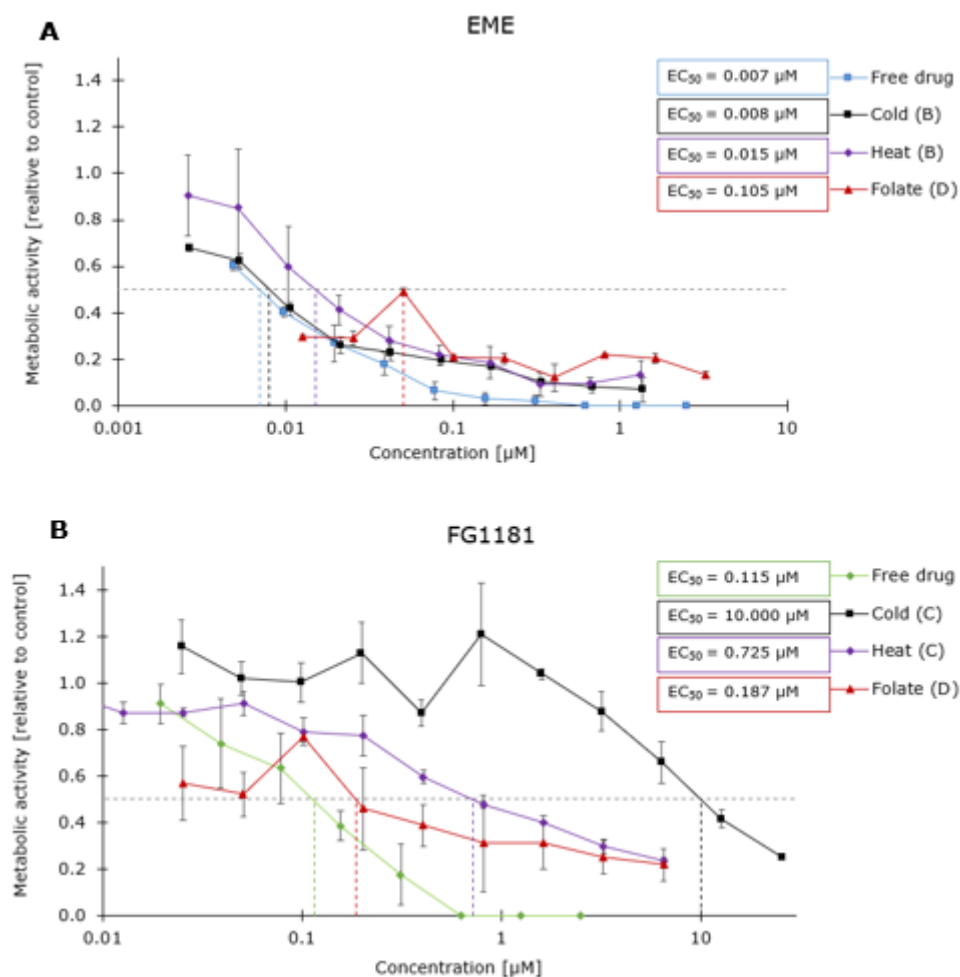 A
EME
EC₅₀ = 0.007 µM
Free drug
EC₅₀ = 0.008 µM
Cold (B)
EC₅₀ = 0.015 µM
Heat (B)
EC₅₀ = 0.105 µM
Folate (D)
Metabolic activity [realtive to control]
1.4
1.2
1.0
0.8
0.6
0.4
0.2
0.0
0.001
0.01
0.1
1
10
Concentration [µM]
B
FG1181
EC₅₀ = 0.115 µM
Free drug
EC₅₀ = 10.000 µM
Cold (C)
EC₅₀ = 0.725 µM
Heat (C)
EC₅₀ = 0.187 µM
Folate (D)
Metabolic activity [relative to control]
1.4
1.2
1.0
0.8
0.6
0.4
0.2
0.0
0.01
0.1
1
10
Concentration [µM]